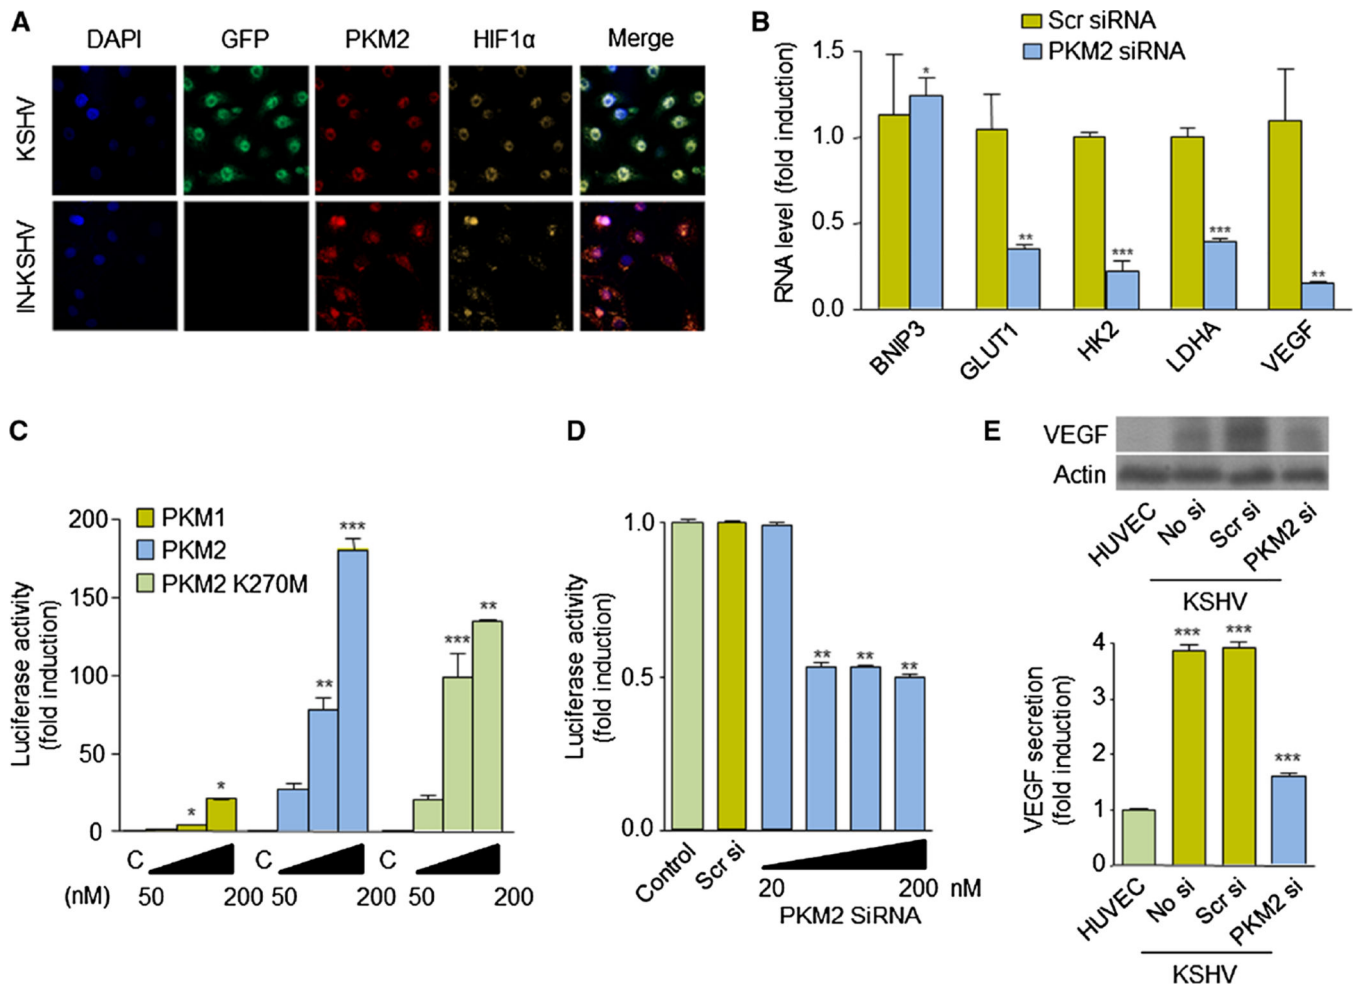 A
DAPI GFP PKM2 HIF1α Merge
KSHV
IN-KSHV
B
Scr siRNA
PKM2 siRNA
RNA level (fold induction)
1.5
1.0
0.5
0.0
*
**
***
***
**
BNIP3 GLUT1 HK2 LDHA VEGF
C
PKM1
PKM2
PKM2 K270M
Luciferase activity
(fold induction)
200
150
100
50
0
* * ** *** *** **
C C C
(nM) 50 200 50 200 50 200
D
Luciferase activity
(fold induction)
1.0
0.5
0.0
** ** **
Control Scr si
20 200 nM
PKM2 SiRNA
E
VEGF
Actin
HUVEC No si Scr si PKM2 si
KSHV
VEGF secretion
(fold induction)
4
3
2
1
0
*** *** ***
HUVEC No si Scr si PKM2 si
KSHV